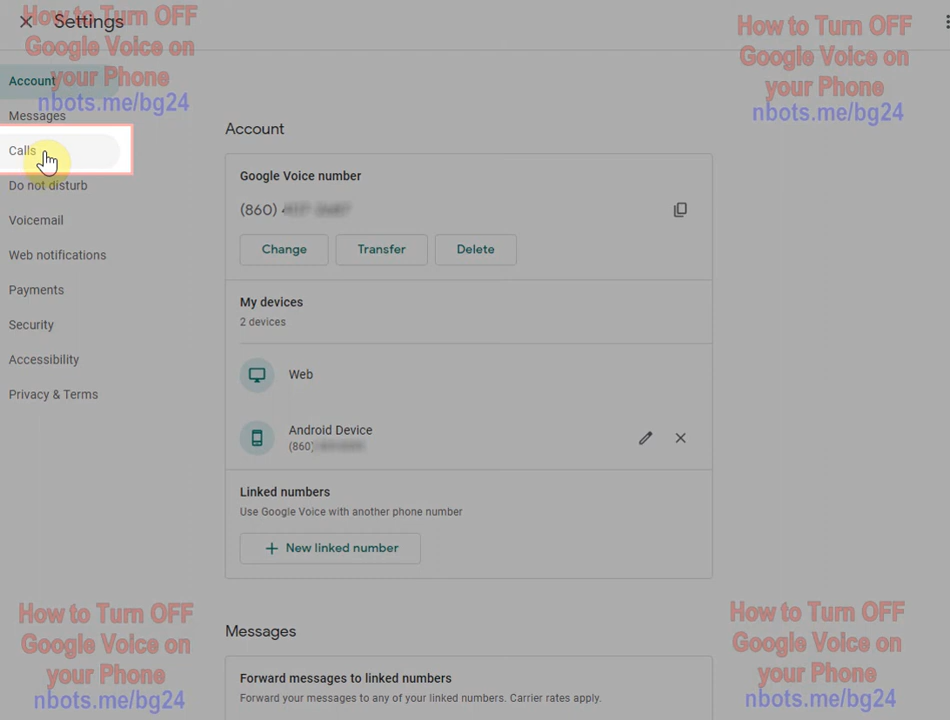 How to Turn OFF
Google Voice on
your Phone
nbots.me/bg24
How to Turn OFF
Google Voice on
your Phone
nbots.me/bg24
Settings
Account
Messages
Calls
Do not disturb
Voicemail
Web notifications
Payments
Security
Accessibility
Privacy & Terms
Account
Google Voice number
(860)
Change Transfer Delete
My devices
2 devices
Web
Android Device
(860)
Linked numbers
Use Google Voice with another phone number
+ New linked number
Messages
Forward messages to linked numbers
Forward your messages to any of your linked numbers. Carrier rates apply.
How to Turn OFF
Google Voice on
your Phone
nbots.me/bg24
How to Turn OFF
Google Voice on
your Phone
nbots.me/bg24